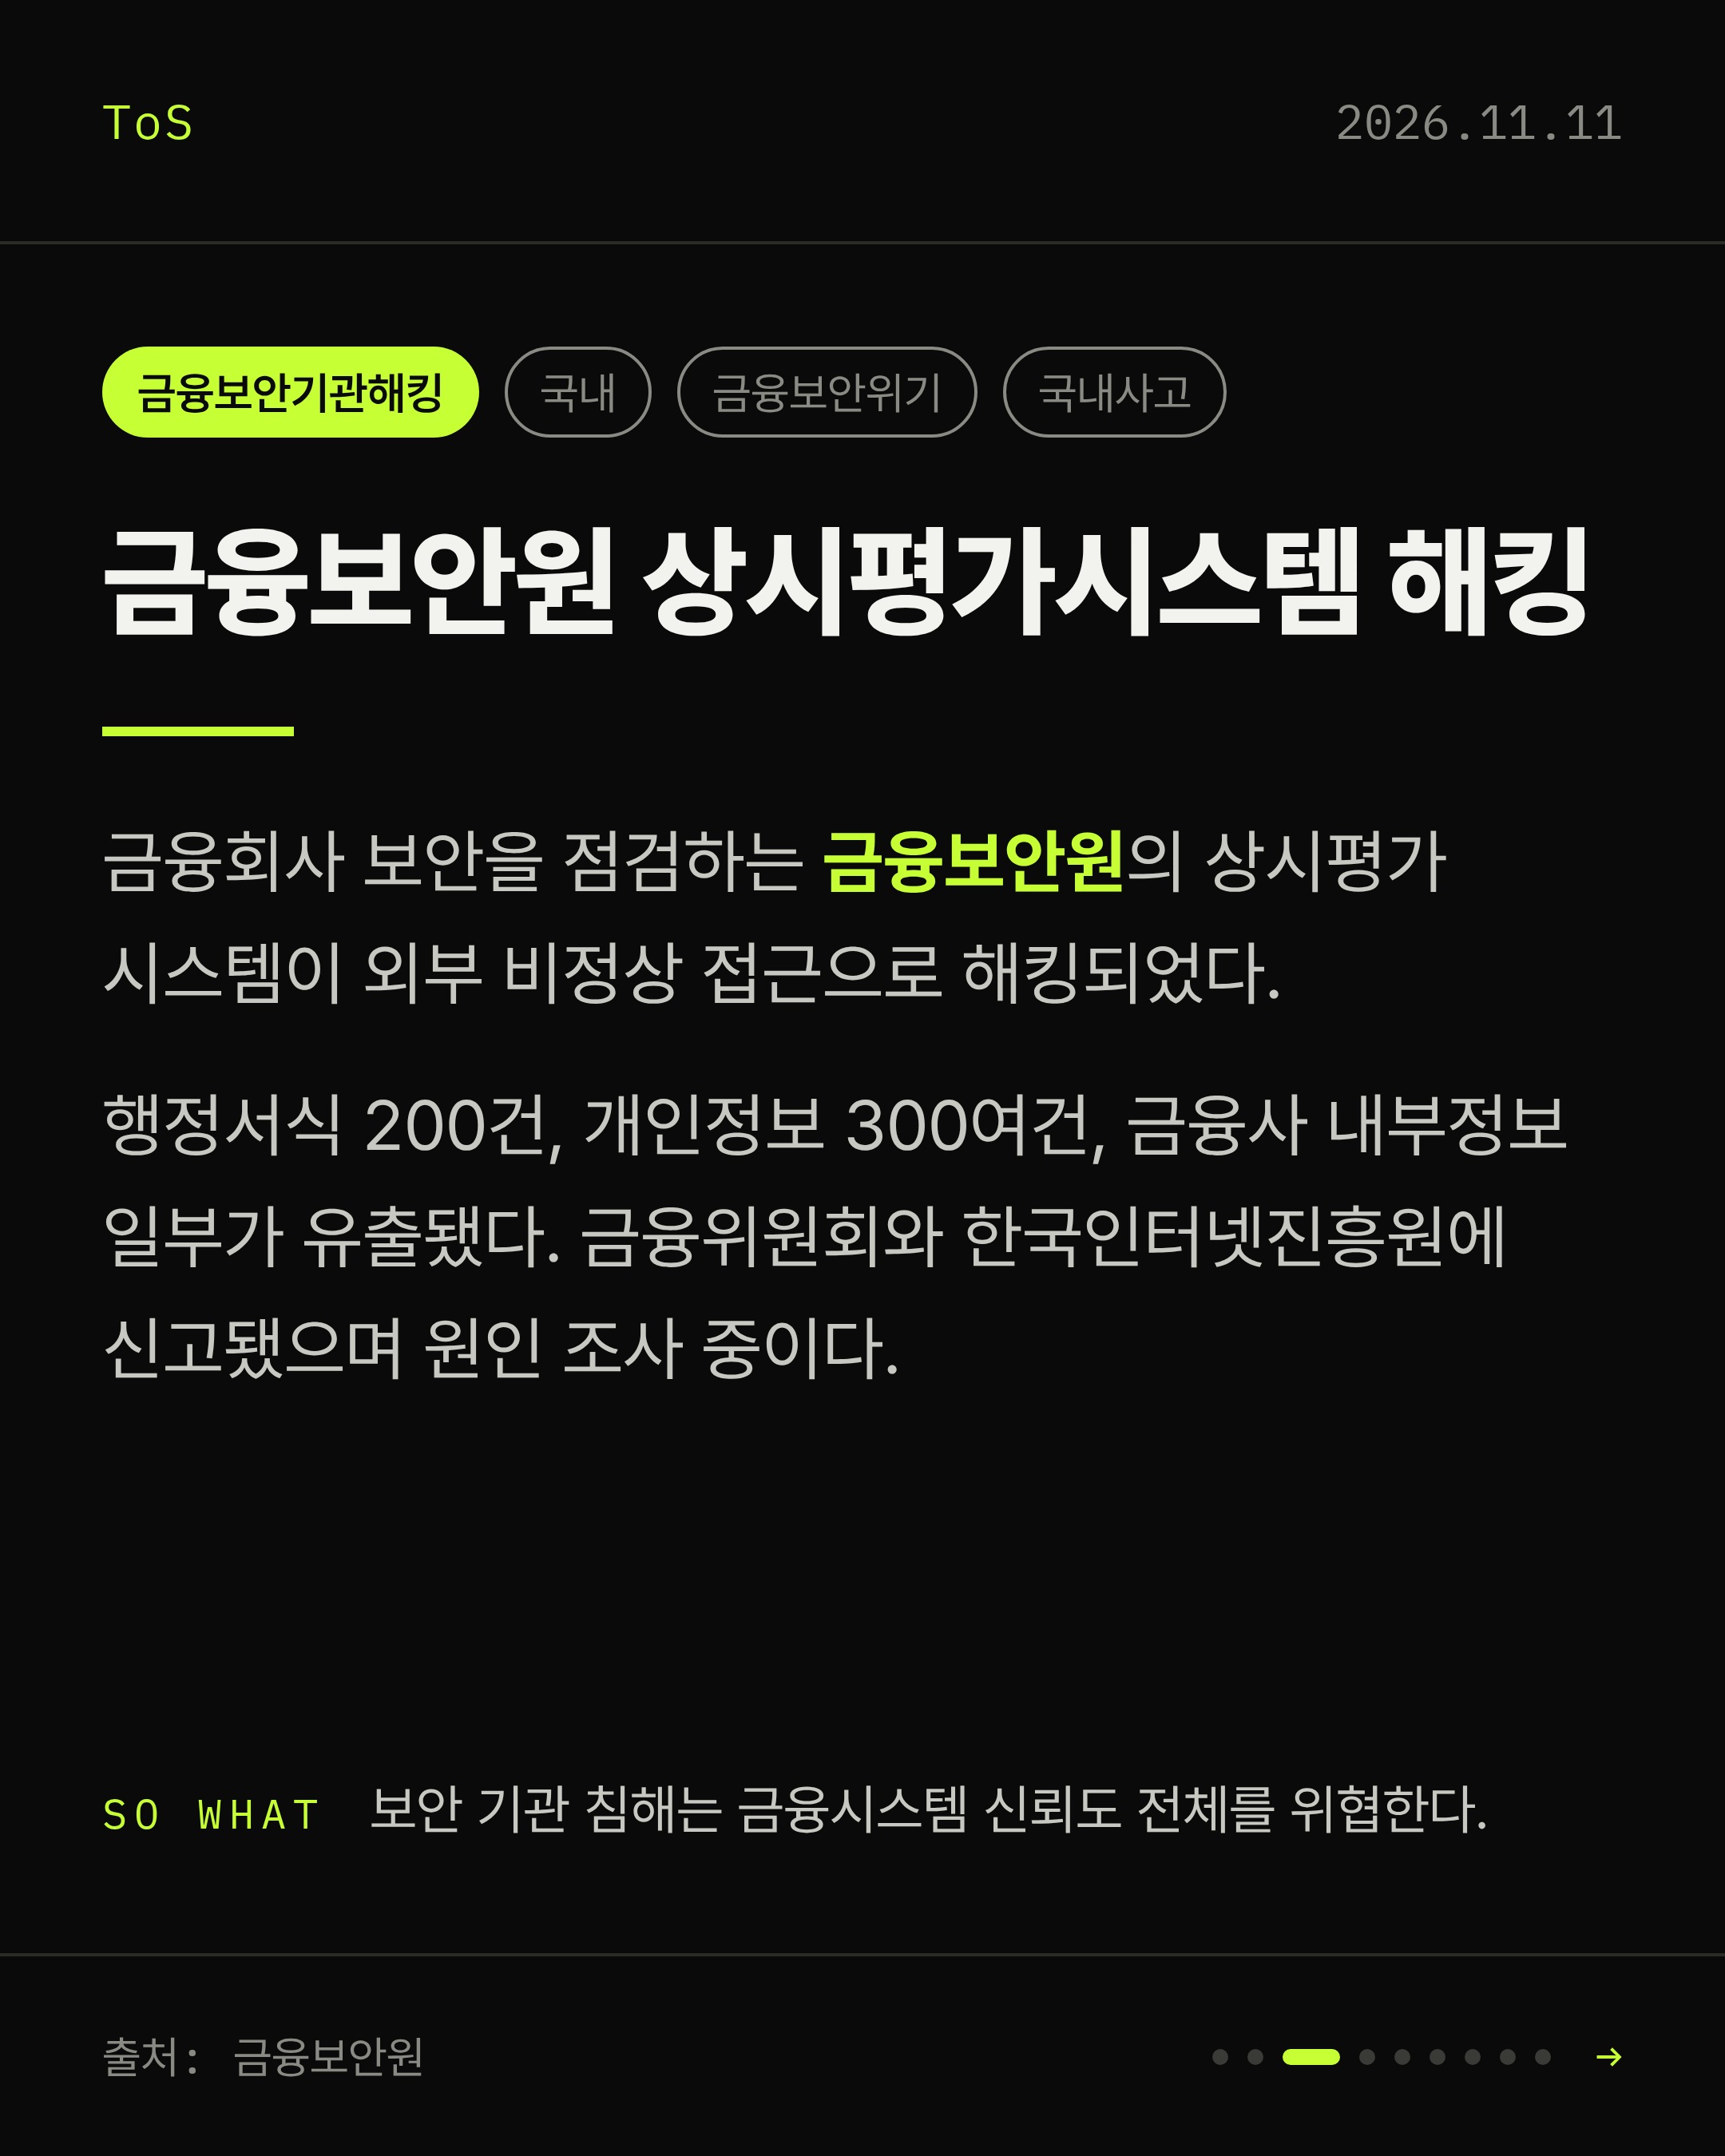 ToS
2026.11.11
금융보안기관해킹 국내 금융보안위기 국내사고
금융보안원 상시평가시스템 해킹
금융회사 보안을 점검하는 금융보안원의 상시평가
시스템이 외부 비정상 접근으로 해킹되었다.
행정서식 200건, 개인정보 300여건, 금융사 내부정보
일부가 유출됐다. 금융위원회와 한국인터넷진흥원에
신고됐으며 원인 조사 중이다.
SO WHAT 보안 기관 침해는 금융시스템 신뢰도 전체를 위협한다.
출처: 금융보안원
→